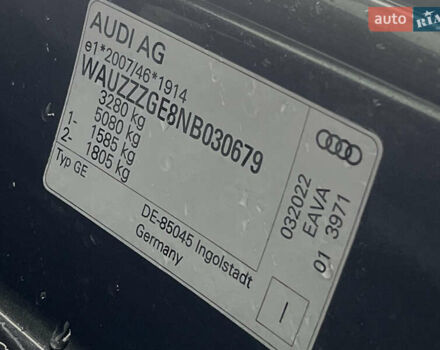 auto RIA
AUDI AG
e1*2007/46*1914
WAUZZZGE8NB030679
3280 kg
5080 kg
1- 1585 kg
2- 1805 kg
Typ GE
DE-85045 Ingolstadt
Germany
032022
EAVA
01 3971
I